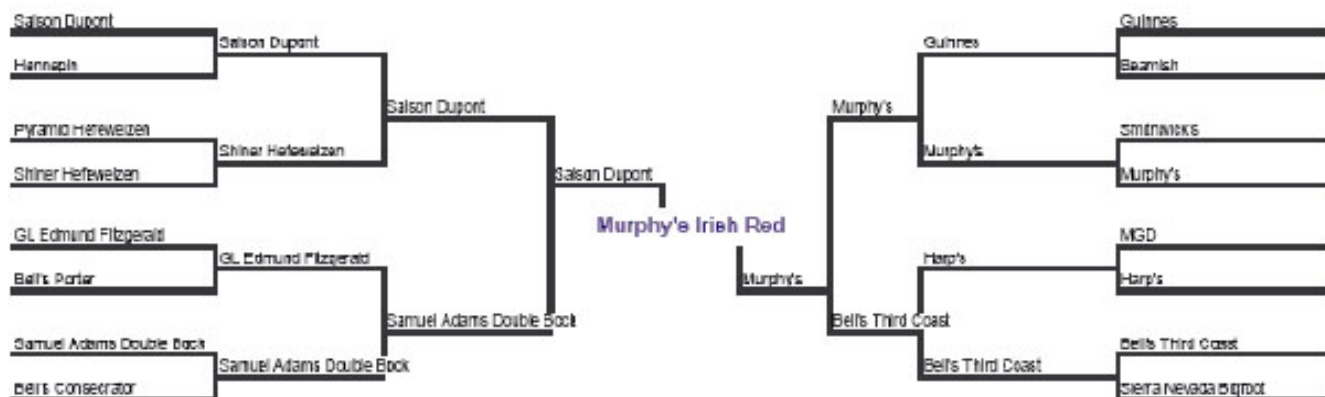 Saison Dupont
Hennepin
Pyramid Hefeweizen
Shiner Hefeweizen
GL Edmund Fitzgerald
Bell's Porter
Samuel Adams Double Bock
Bell's Consecrator
Saison Dupont
Shiner Hefeweizen
GL Edmund Fitzgerald
Samuel Adams Double Bock
Saison Dupont
Samuel Adams Double Bock
Saison Dupont
Murphy's Irish Red
Murphy's
Murphy's
Bell's Third Coast
Guinnes
Murphy's
Harp's
Bell's Third Coast
Guinnes
Beamish
Smithwick's
Murphy's
MGD
Harp's
Bell's Third Coast
Sierra Nevada Bigfoot